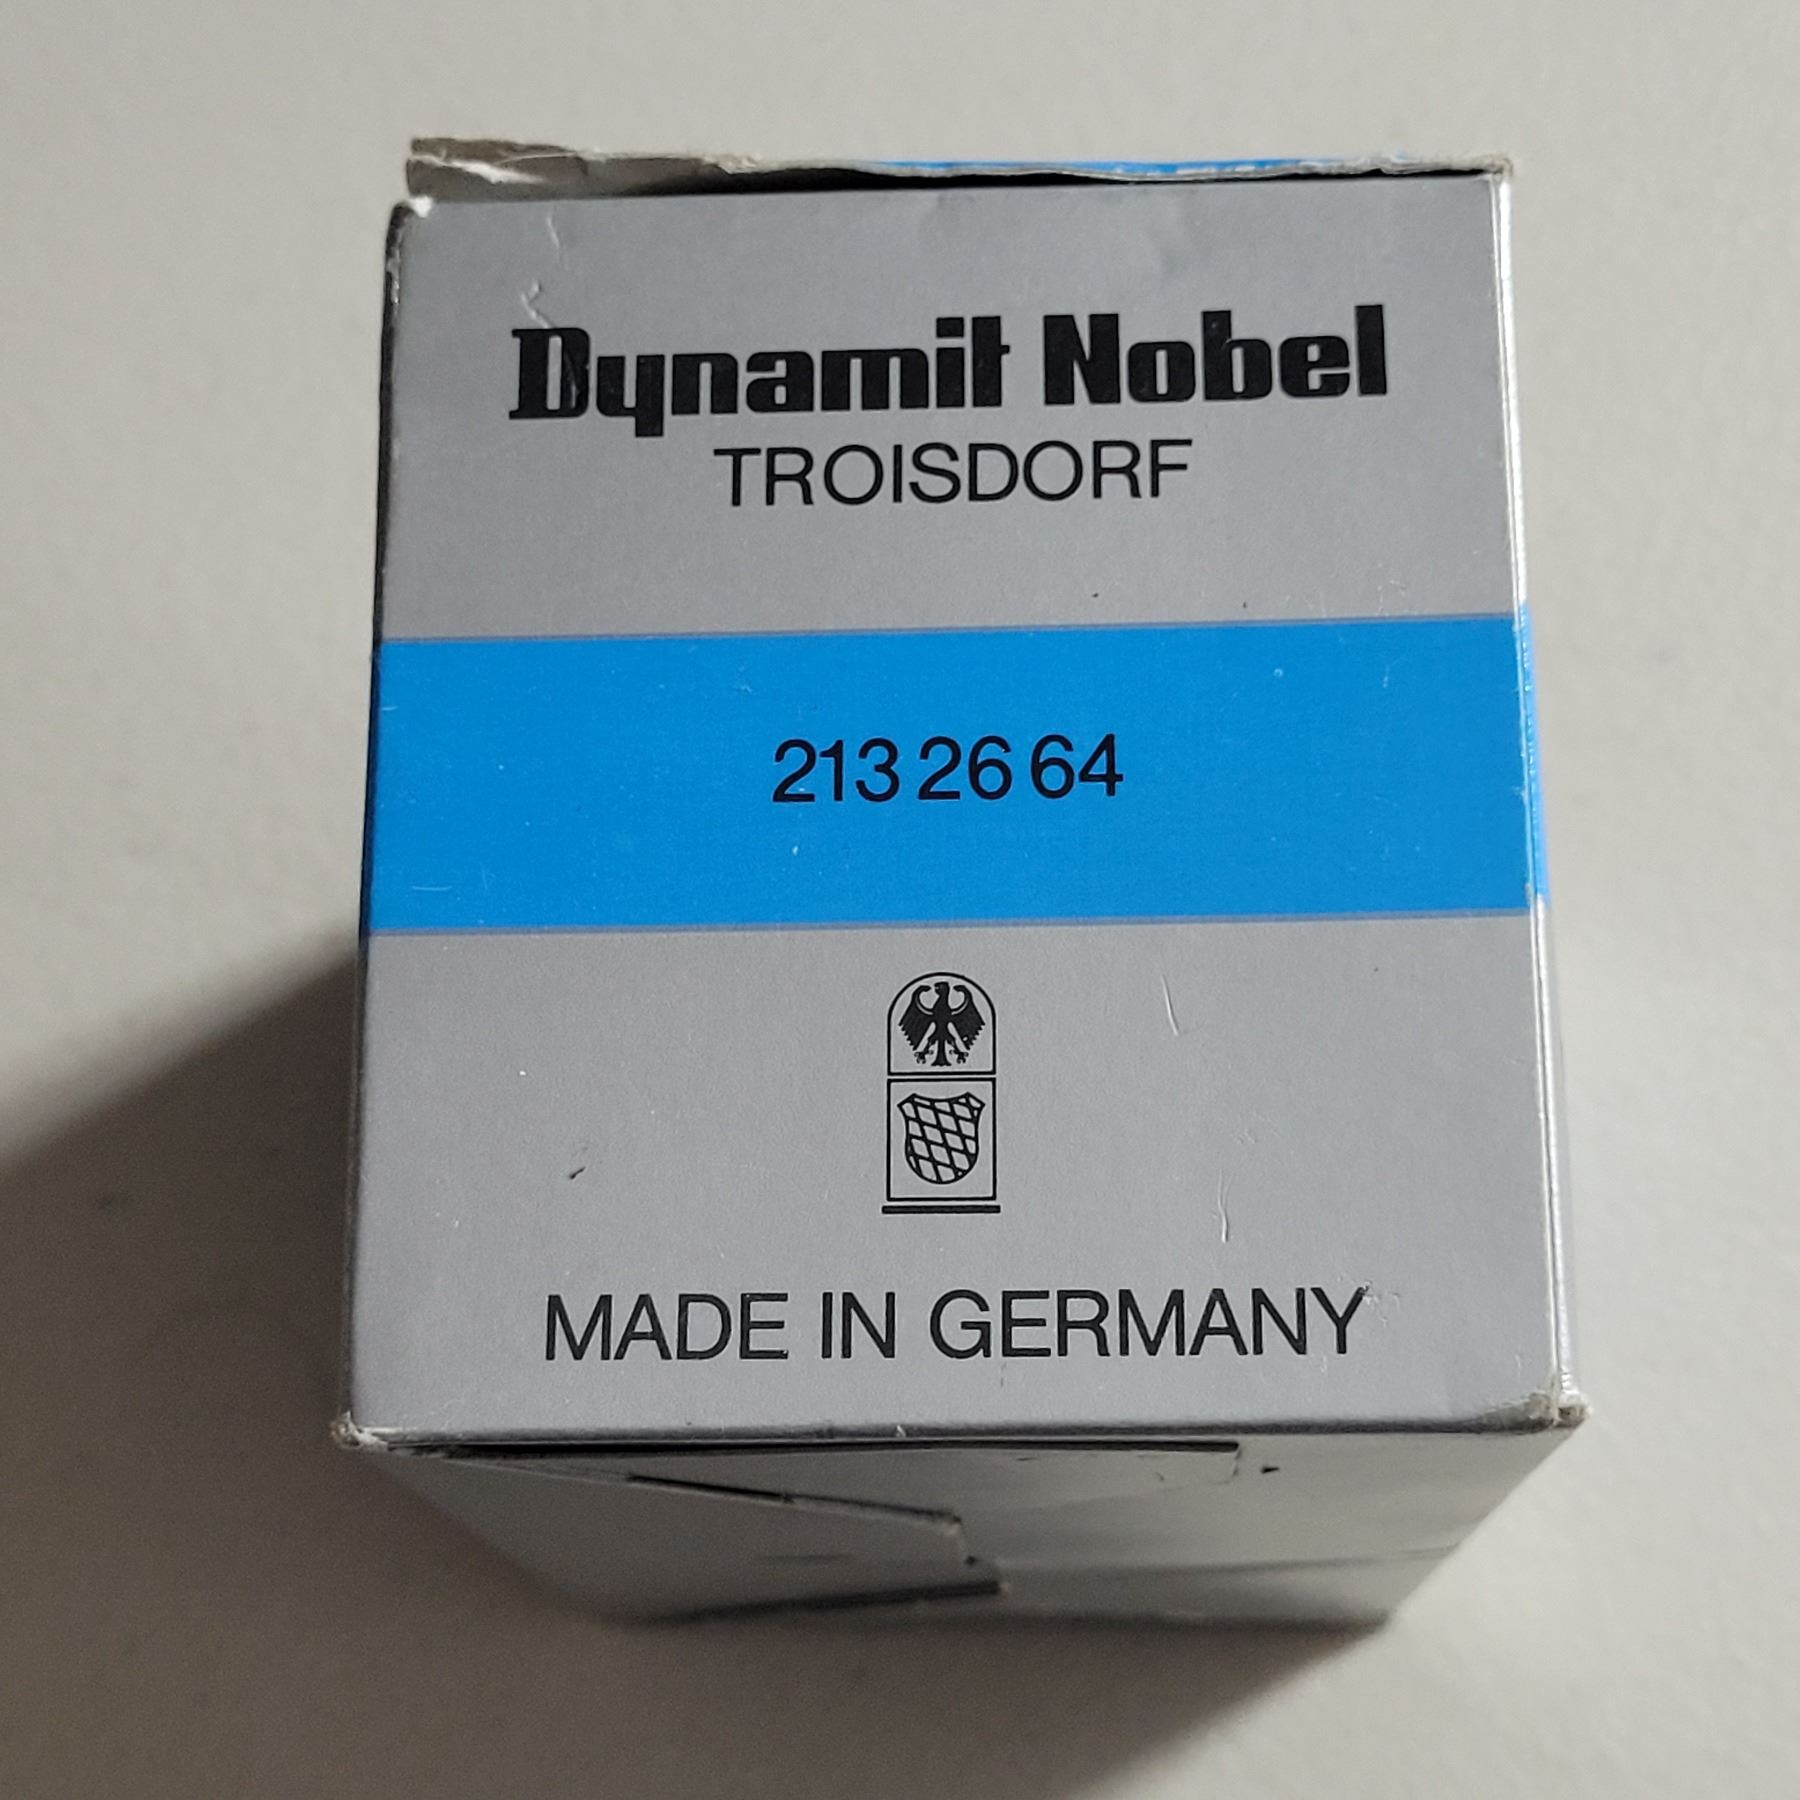 Dynamit Nobel
TROISDORF
213 26 64
MADE IN GERMANY